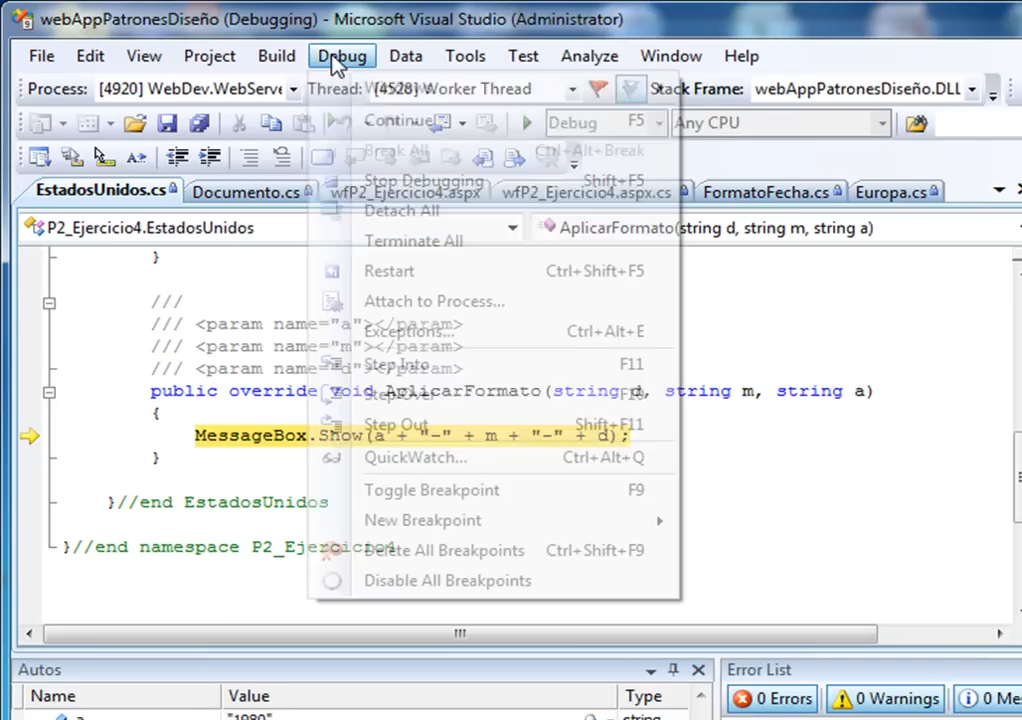 webAppPatronesDiseño (Debugging) - Microsoft Visual Studio (Administrator)
File Edit View Project Build Debug Data Tools Test Analyze Window Help
Process: [4920] WebDev.WebServe Thread: [4528] Worker Thread Stack Frame: webAppPatronesDiseño.DLL
Windows
Continue F5 Debug Any CPU
Break All Ctrl+Alt+Break
Stop Debugging Shift+F5
EstadosUnidos.cs Documento.cs wfP2_Ejercicio4.aspx wfP2_Ejercicio4.aspx.cs FormatoFecha.cs Europa.cs
Detach All
P2_Ejercicio4.EstadosUnidos AplicarFormato(string d, string m, string a)
Terminate All
}
Restart Ctrl+Shift+F5
///
Attach to Process...
/// <param name="a"></param>
Exceptions... Ctrl+Alt+E
/// <param name="m"></param>
/// <param name="d"></param>
Step Into F11
public override void AplicarFormato(string d, string m, string a)
Step Over F10
{
Step Out Shift+F11
MessageBox.Show(a + "-" + m + "-" + d);
}
QuickWatch... Ctrl+Alt+Q
Toggle Breakpoint F9
}//end EstadosUnidos
New Breakpoint
}//end namespace P2_Ejercicio4
Delete All Breakpoints Ctrl+Shift+F9
Disable All Breakpoints
Autos Error List
Name Value Type 0 Errors 0 Warnings 0 Me
a "1980" string